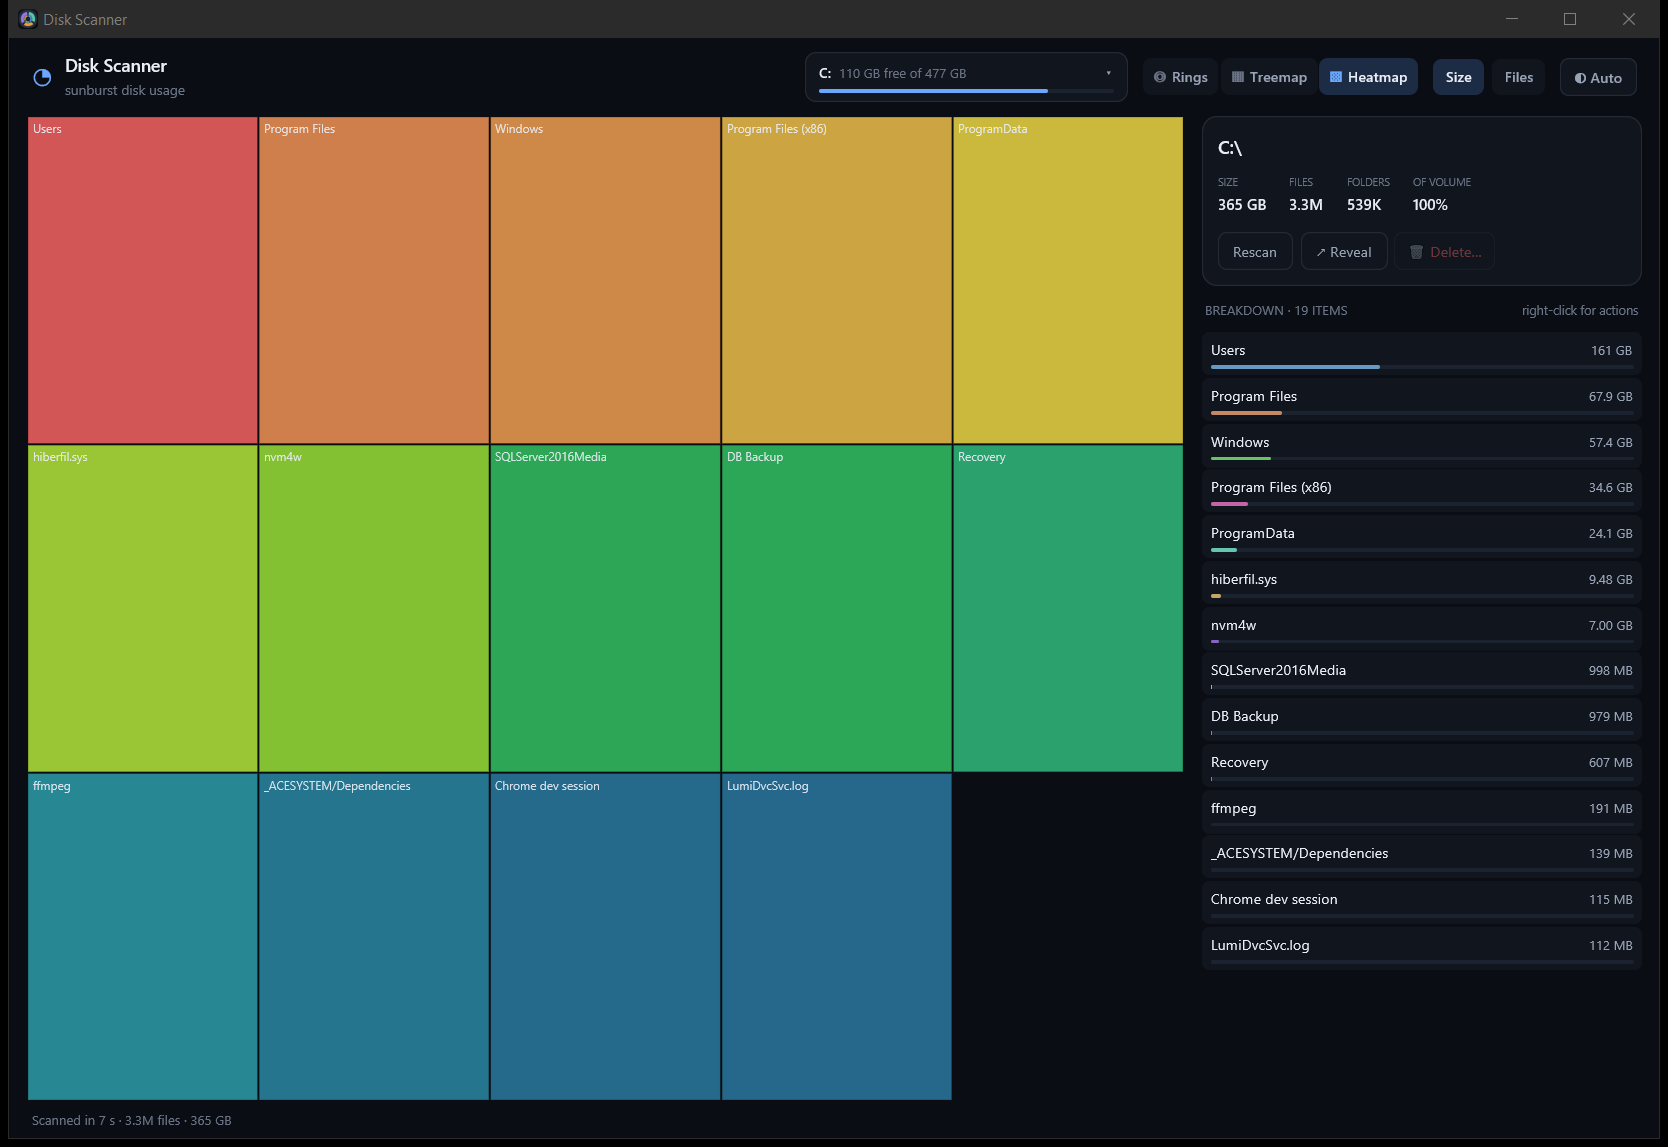 Disk Scanner
Disk Scanner
sunburst disk usage
C: 110 GB free of 477 GB
Rings
Treemap
Heatmap
Size
Files
Auto
Users
Program Files
Windows
Program Files (x86)
ProgramData
hiberfil.sys
nvm4w
SQLServer2016Media
DB Backup
Recovery
ffmpeg
_ACESYSTEM/Dependencies
Chrome dev session
LumiDvcSvc.log
C:\
SIZE FILES FOLDERS OF VOLUME
365 GB 3.3M 539K 100%
Rescan
↗ Reveal
Delete...
BREAKDOWN · 19 ITEMS right-click for actions
Users 161 GB
Program Files 67.9 GB
Windows 57.4 GB
Program Files (x86) 34.6 GB
ProgramData 24.1 GB
hiberfil.sys 9.48 GB
nvm4w 7.00 GB
SQLServer2016Media 998 MB
DB Backup 979 MB
Recovery 607 MB
ffmpeg 191 MB
_ACESYSTEM/Dependencies 139 MB
Chrome dev session 115 MB
LumiDvcSvc.log 112 MB
Scanned in 7 s · 3.3M files · 365 GB